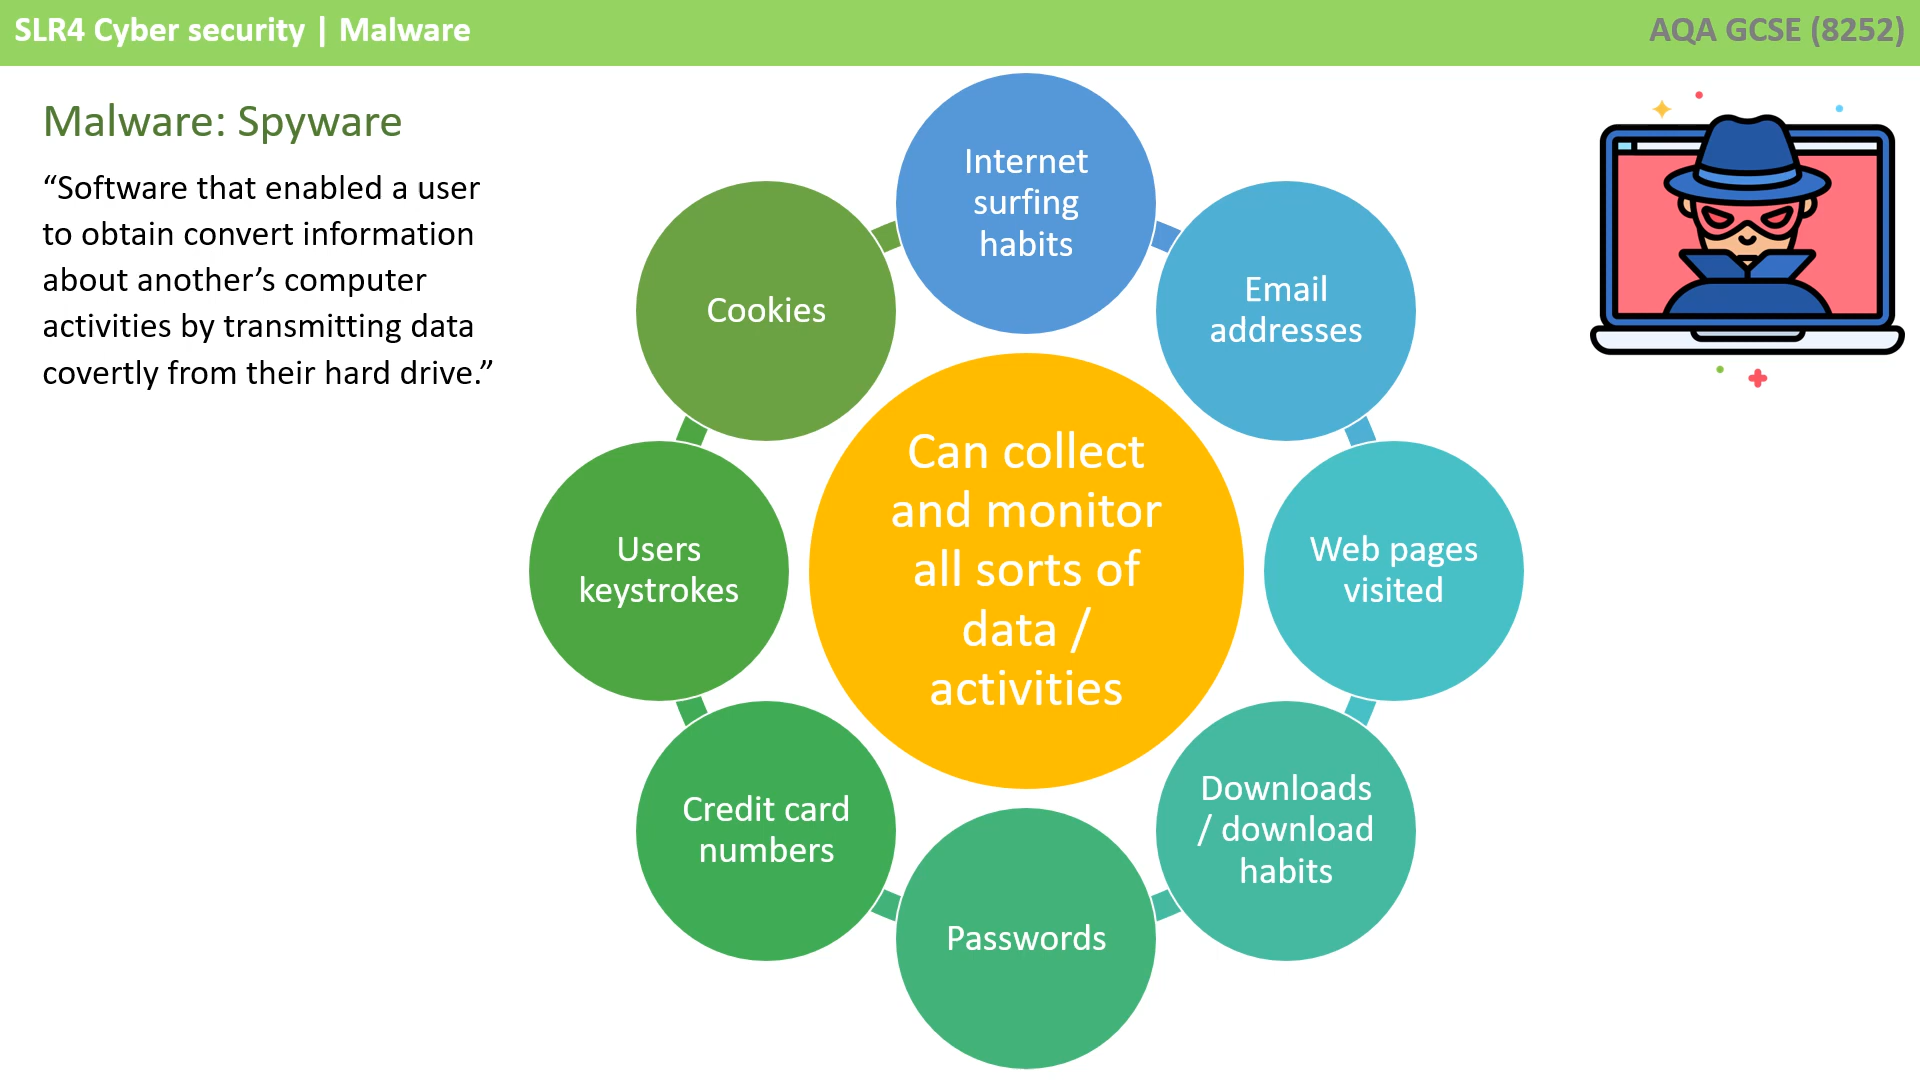 SLR4 Cyber security | Malware
AQA GCSE (8252)
Malware: Spyware
“Software that enabled a user
to obtain convert information
about another’s computer
activities by transmitting data
covertly from their hard drive.”
Internet
surfing
habits
Email
addresses
Web pages
visited
Downloads
/ download
habits
Passwords
Credit card
numbers
Users
keystrokes
Cookies
Can collect
and monitor
all sorts of
data /
activities